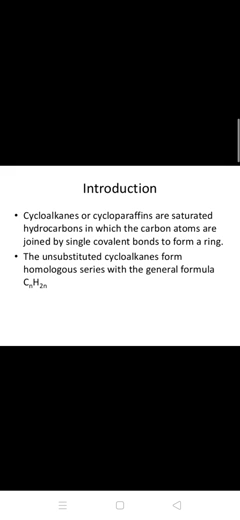 Introduction
• Cycloalkanes or cycloparaffins are saturated
hydrocarbons in which the carbon atoms are
joined by single covalent bonds to form a ring.
• The unsubstituted cycloalkanes form
homologous series with the general formula
CₙH₂ₙ